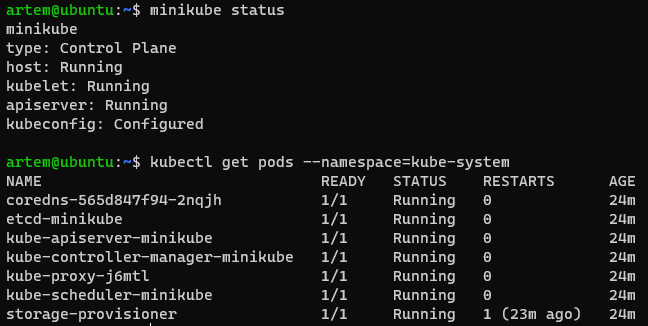 artem@ubuntu:~$ minikube status
minikube
type: Control Plane
host: Running
kubelet: Running
apiserver: Running
kubeconfig: Configured

artem@ubuntu:~$ kubectl get pods --namespace=kube-system
NAME                               READY   STATUS    RESTARTS      AGE
coredns-565d847f94-2nqjh           1/1     Running   0             24m
etcd-minikube                      1/1     Running   0             24m
kube-apiserver-minikube            1/1     Running   0             24m
kube-controller-manager-minikube   1/1     Running   0             24m
kube-proxy-j6mtl                   1/1     Running   0             24m
kube-scheduler-minikube            1/1     Running   0             24m
storage-provisioner                1/1     Running   1 (23m ago)   24m